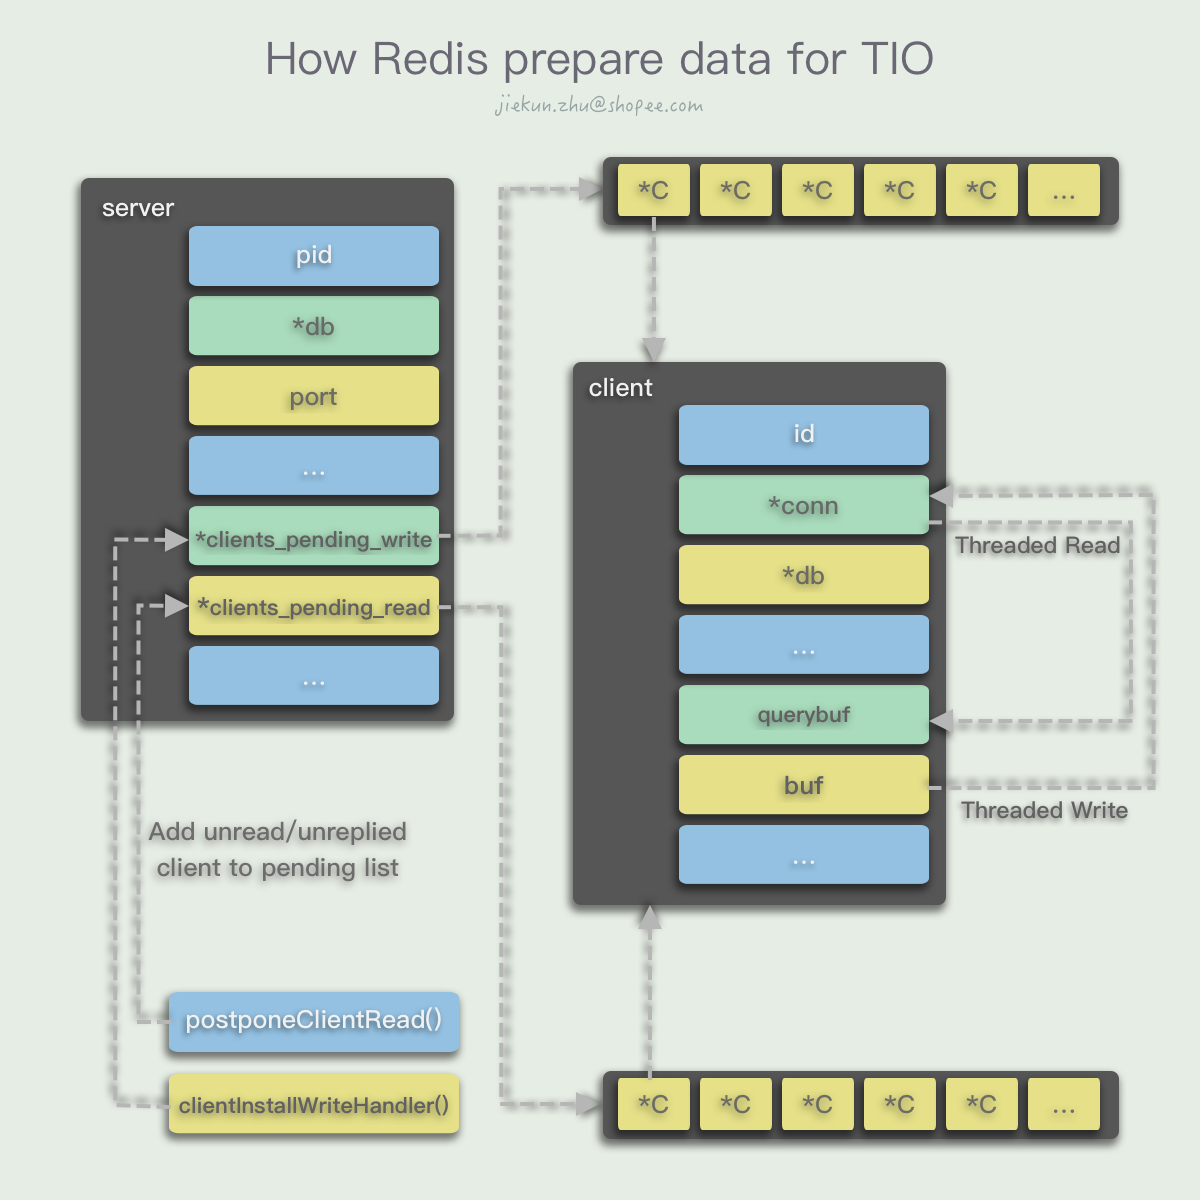 How Redis prepare data for TIO
jiekun.zhu@shopee.com
server
pid
*db
port
...
*clients_pending_write
*clients_pending_read
...
*C *C *C *C *C ...
client
id
*conn
*db
...
querybuf
buf
...
Threaded Read
Threaded Write
Add unread/unreplied
client to pending list
postponeClientRead()
clientInstallWriteHandler()
*C *C *C *C *C ...